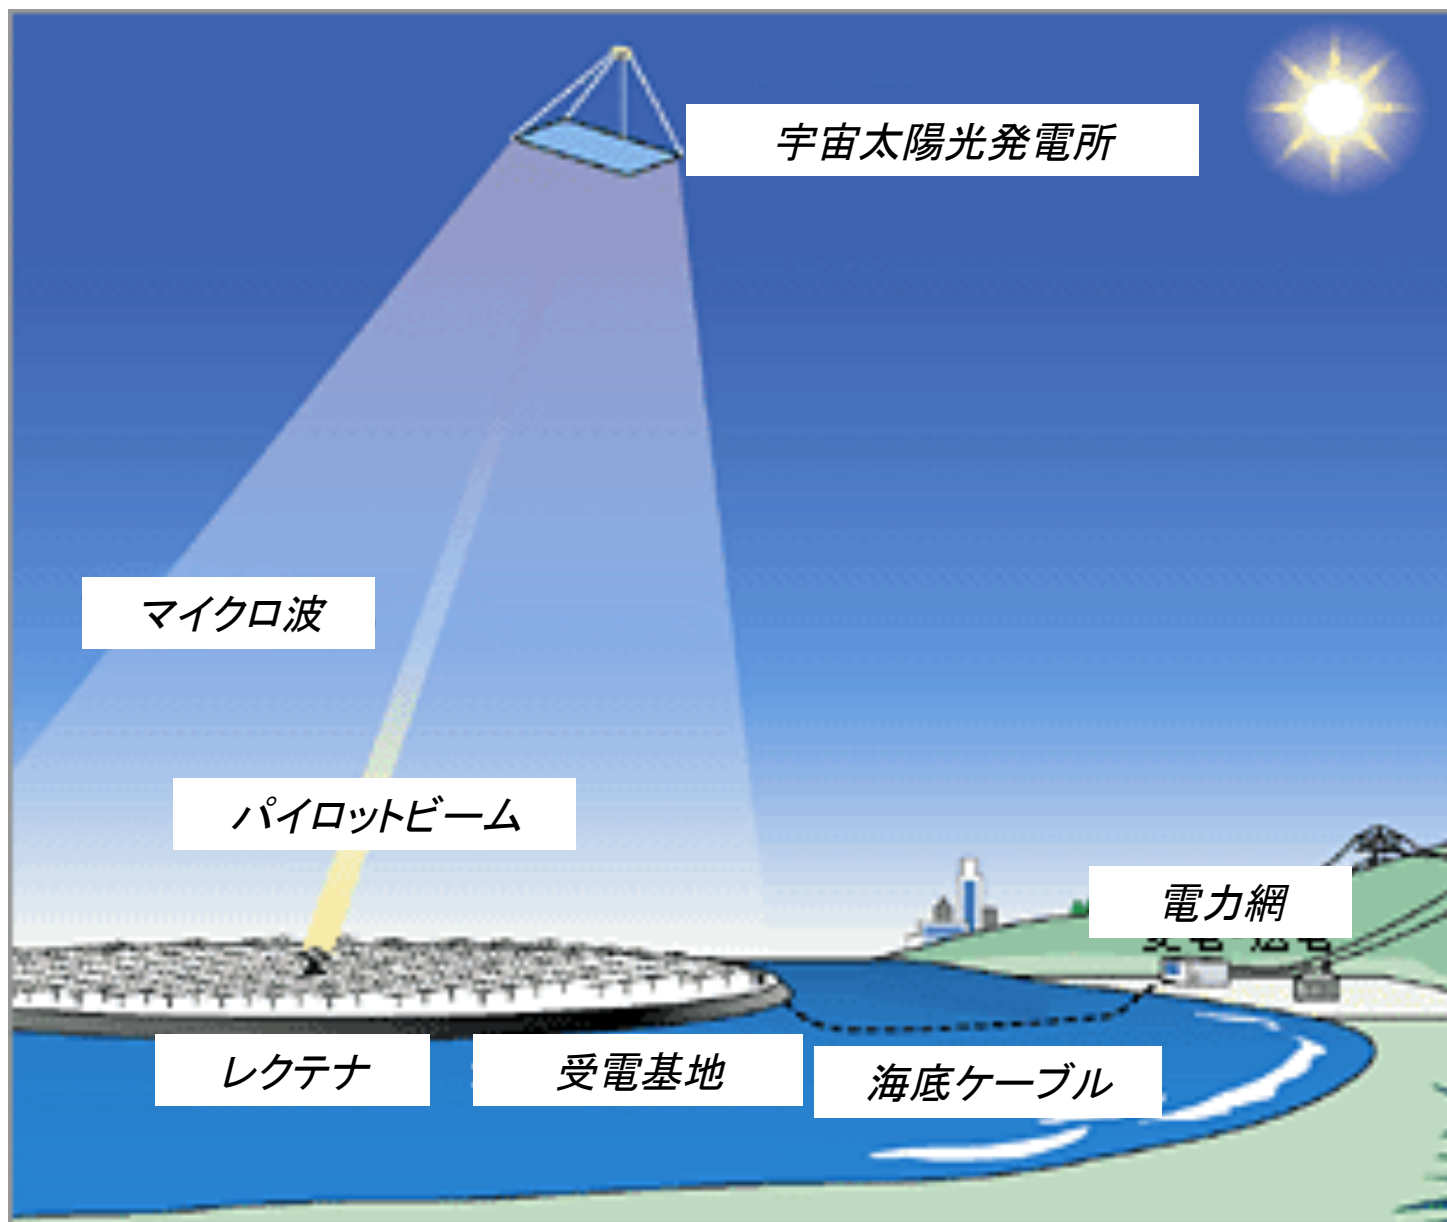 宇宙太陽光発電所
マイクロ波
パイロットビーム
電力網
レクテナ
受電基地
海底ケーブル